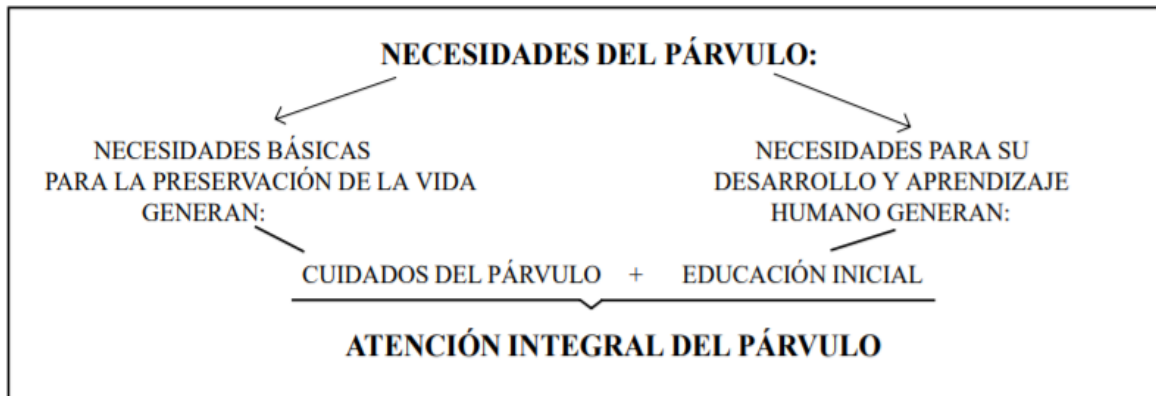 NECESIDADES DEL PÁRVULO:
NECESIDADES BÁSICAS
PARA LA PRESERVACIÓN DE LA VIDA
GENERAN:
NECESIDADES PARA SU
DESARROLLO Y APRENDIZAJE
HUMANO GENERAN:
CUIDADOS DEL PÁRVULO + EDUCACIÓN INICIAL
ATENCIÓN INTEGRAL DEL PÁRVULO